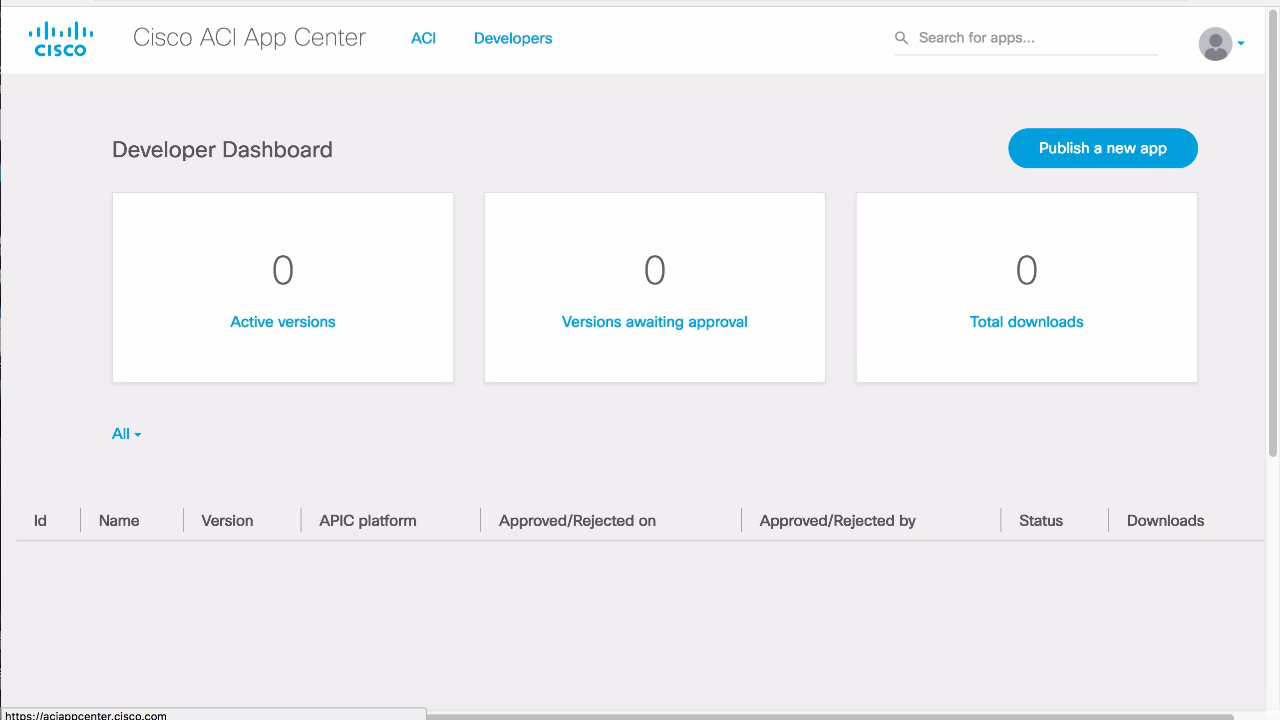 CISCO
Cisco ACI App Center
ACI
Developers
Search for apps...
Developer Dashboard
Publish a new app
0
Active versions
0
Versions awaiting approval
0
Total downloads
All
Id Name Version APIC platform Approved/Rejected on Approved/Rejected by Status Downloads
https://aciappcenter.cisco.com